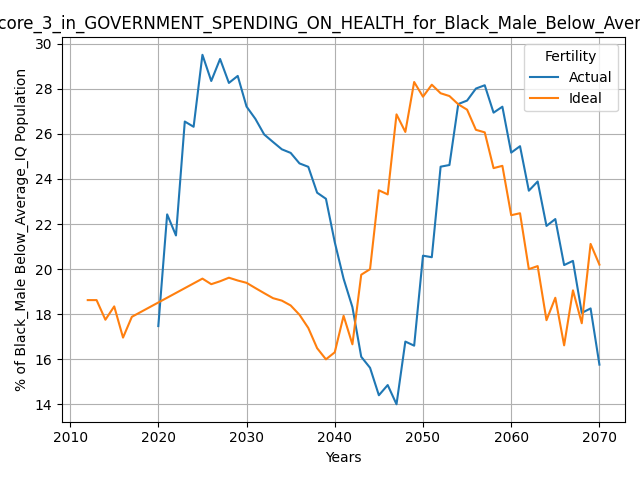 core_3_in_GOVERNMENT_SPENDING_ON_HEALTH_for_Black_Male_Below_Aver
% of Black_Male Below_Average_IQ Population
30
28
26
24
22
20
18
16
14
Fertility
Actual
Ideal
2010
2020
2030
2040
2050
2060
2070
Years